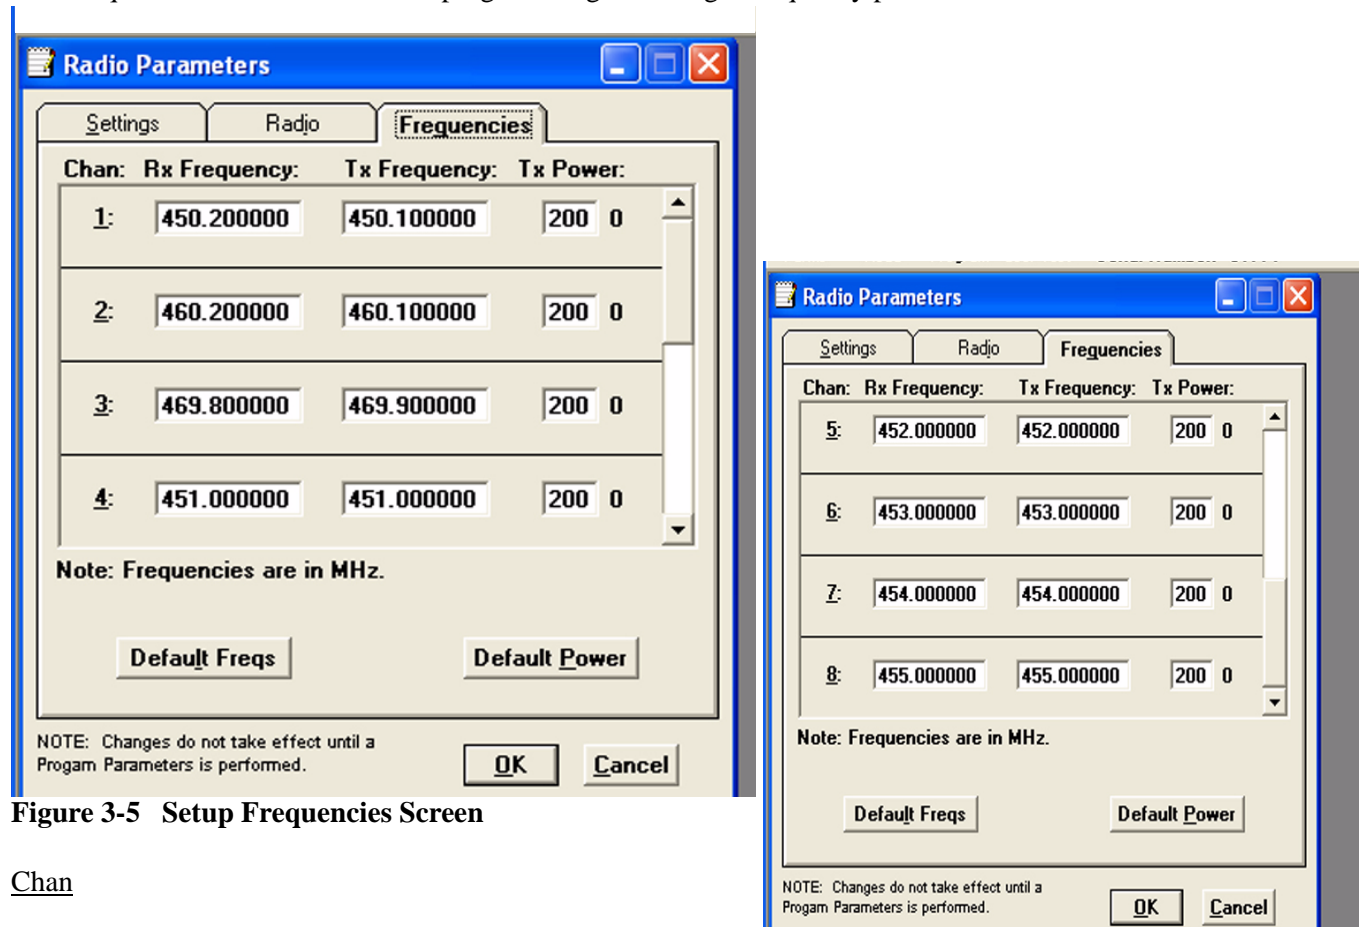 Radio Parameters
Settings Radio Frequencies
Chan: Rx Frequency: Tx Frequency: Tx Power:
1: 450.200000 450.100000 200 0
2: 460.200000 460.100000 200 0
3: 469.800000 469.900000 200 0
4: 451.000000 451.000000 200 0
Note: Frequencies are in MHz.
Default Freqs Default Power
NOTE: Changes do not take effect until a
Progam Parameters is performed.
OK Cancel
Figure 3-5 Setup Frequencies Screen
Chan
Radio Parameters
Settings Radio Frequencies
Chan: Rx Frequency: Tx Frequency: Tx Power:
5: 452.000000 452.000000 200 0
6: 453.000000 453.000000 200 0
7: 454.000000 454.000000 200 0
8: 455.000000 455.000000 200 0
Note: Frequencies are in MHz.
Default Freqs Default Power
NOTE: Changes do not take effect until a
Progam Parameters is performed.
OK Cancel